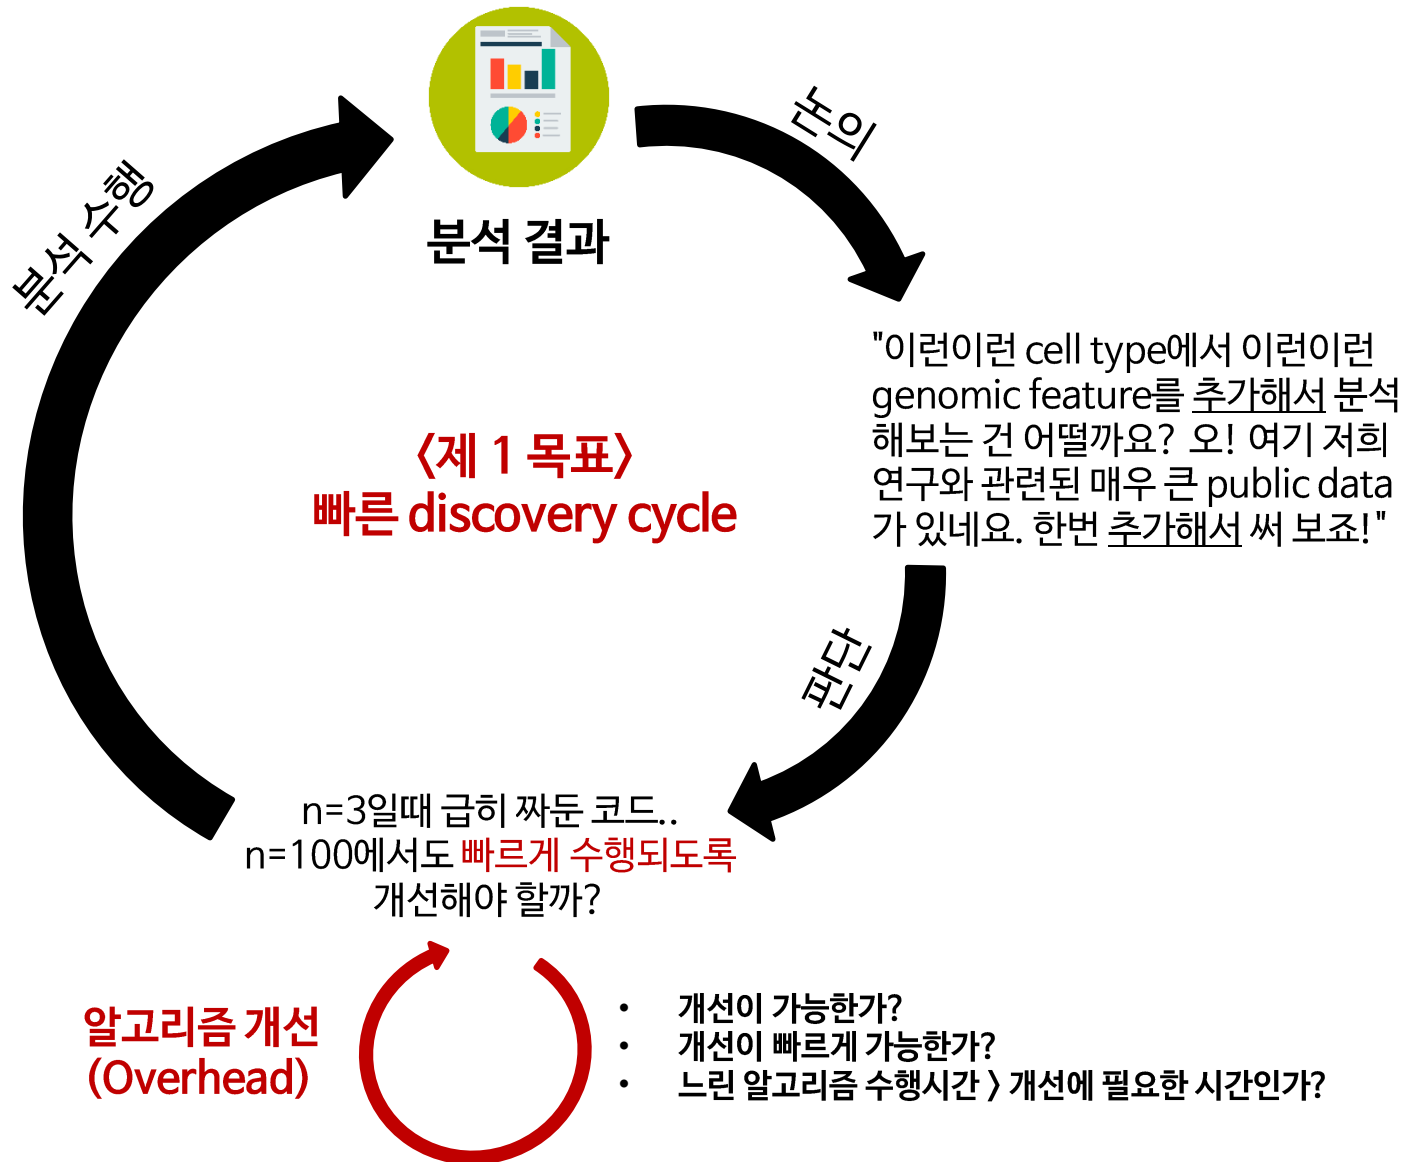 분석 결과
논의
"이런이런 cell type에서 이런이런
genomic feature를 추가해서 분석
해보는 건 어떨까요? 오! 여기 저희
연구와 관련된 매우 큰 public data
가 있네요. 한번 추가해서 써 보죠!"
판단
n=3일때 급히 짜둔 코드..
n=100에서도 빠르게 수행되도록
개선해야 할까?
분석 수행
<제 1 목표>
빠른 discovery cycle
알고리즘 개선
(Overhead)
• 개선이 가능한가?
• 개선이 빠르게 가능한가?
• 느린 알고리즘 수행시간 > 개선에 필요한 시간인가?